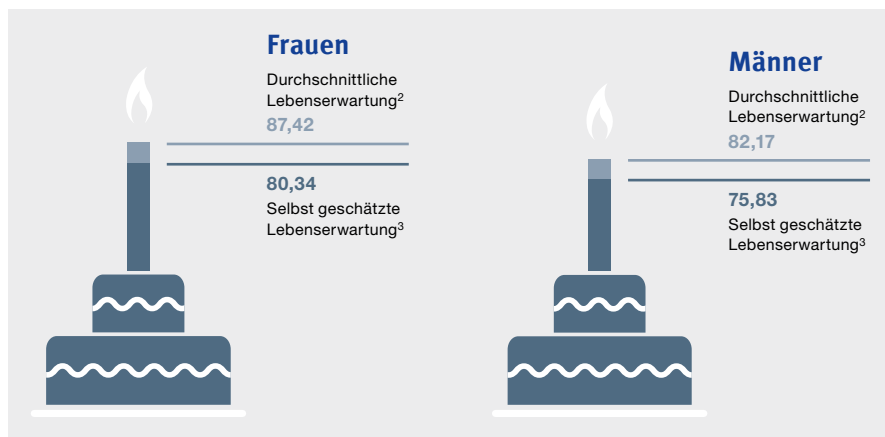 Frauen
Durchschnittliche
Lebenserwartung²
87,42
80,34
Selbst geschätzte
Lebenserwartung³
Männer
Durchschnittliche
Lebenserwartung²
82,17
75,83
Selbst geschätzte
Lebenserwartung³